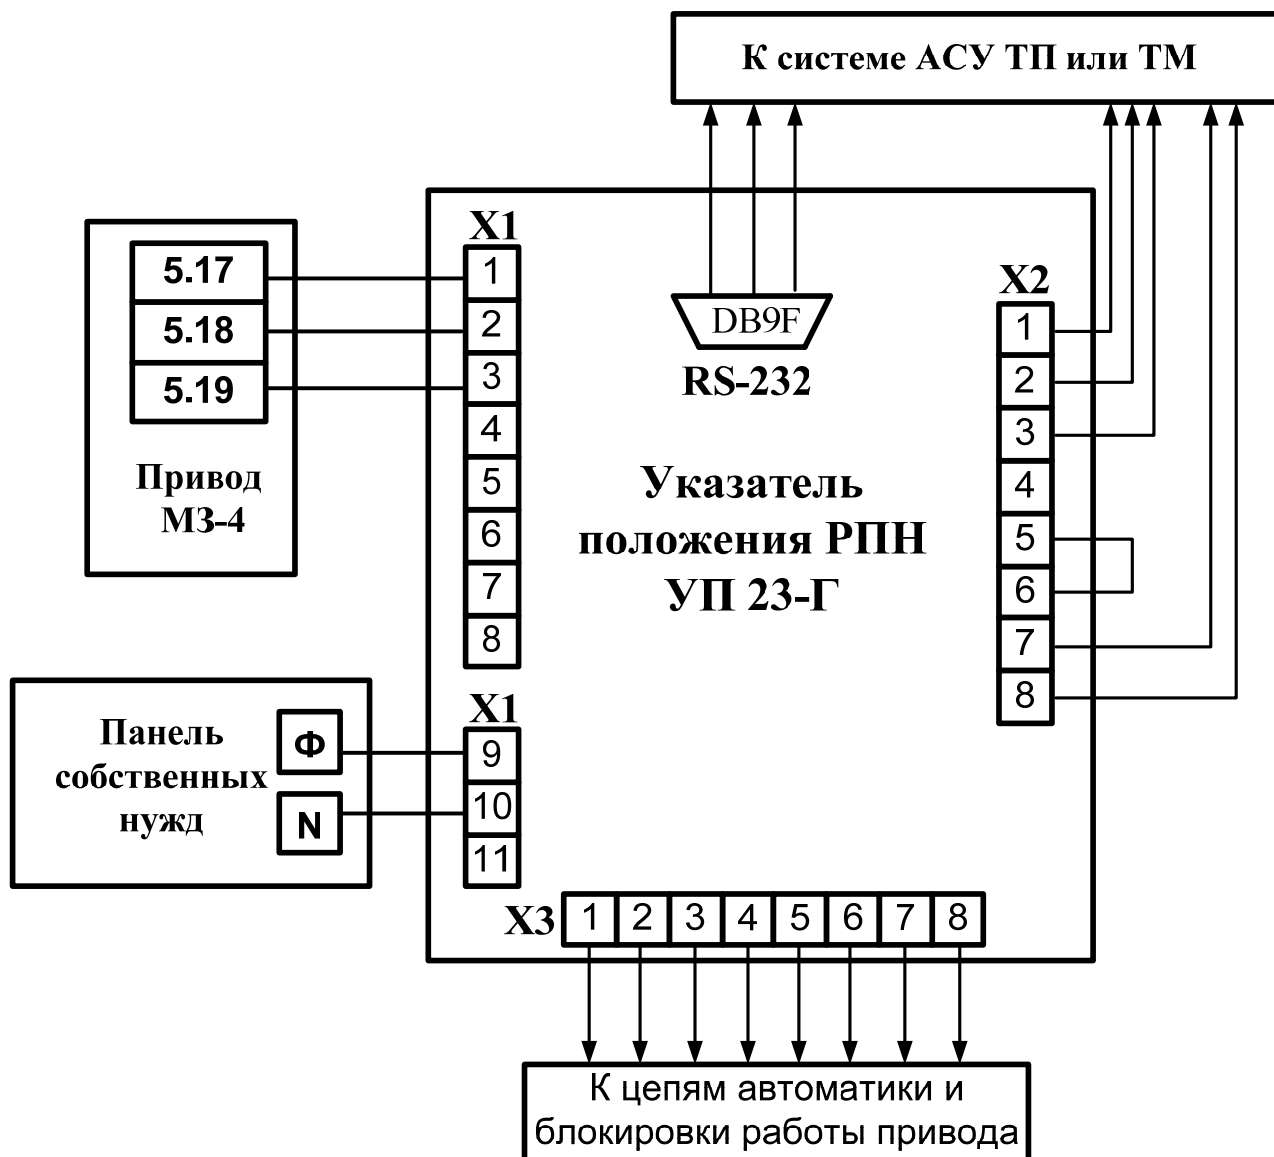 К системе АСУ ТП или ТМ
X1
1
2
3
4
5
6
7
8
5.17
5.18
5.19
Привод
МЗ-4
DB9F
RS-232
X2
1
2
3
4
5
6
7
8
Указатель
положения РПН
УП 23-Г
Панель
собственных
нужд
Ф
N
X1
9
10
11
X3
1
2
3
4
5
6
7
8
К цепям автоматики и
блокировки работы привода